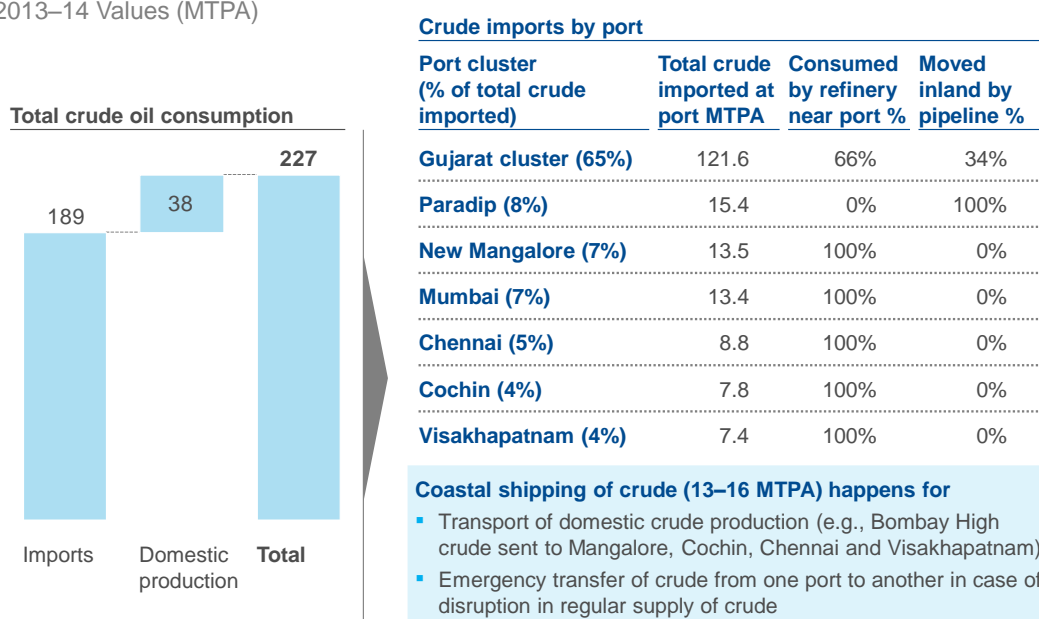 2013–14 Values (MTPA)
Total crude oil consumption
227
38
189
Imports
Domestic
production
Total
Crude imports by port
Port cluster
(% of total crude
imported)
Total crude
imported at
port MTPA
Consumed
by refinery
near port %
Moved
inland by
pipeline %
Gujarat cluster (65%) 121.6 66% 34%
Paradip (8%) 15.4 0% 100%
New Mangalore (7%) 13.5 100% 0%
Mumbai (7%) 13.4 100% 0%
Chennai (5%) 8.8 100% 0%
Cochin (4%) 7.8 100% 0%
Visakhapatnam (4%) 7.4 100% 0%
Coastal shipping of crude (13–16 MTPA) happens for
▪ Transport of domestic crude production (e.g., Bombay High
crude sent to Mangalore, Cochin, Chennai and Visakhapatnam)
▪ Emergency transfer of crude from one port to another in case of
disruption in regular supply of crude